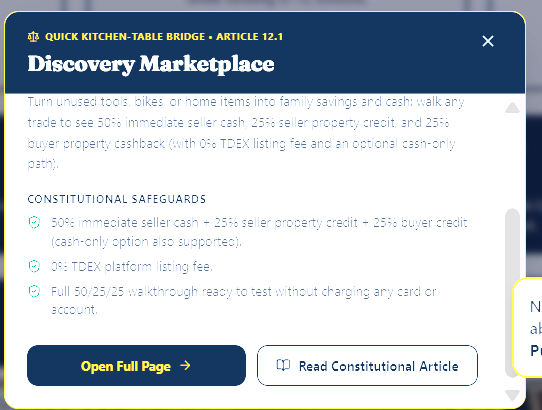 QUICK KITCHEN-TABLE BRIDGE • ARTICLE 12.1
Discovery Marketplace
Turn unused tools, bikes, or home items into family savings and cash: walk any
trade to see 50% immediate seller cash, 25% seller property credit, and 25%
buyer property cashback (with 0% TDEX listing fee and an optional cash-only
path).
CONSTITUTIONAL SAFEGUARDS
50% immediate seller cash + 25% seller property credit + 25% buyer credit
(cash-only option also supported).
0% TDEX platform listing fee.
Full 50/25/25 walkthrough ready to test without charging any card or
account.
Open Full Page →
Read Constitutional Article